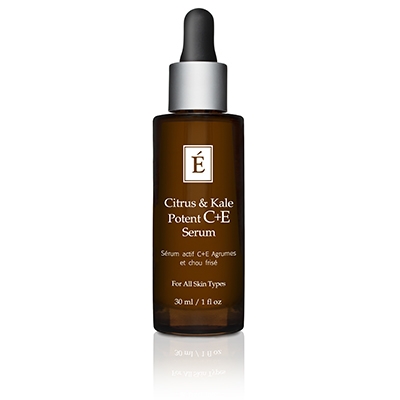 É
Citrus & Kale
Potent C+E
Serum
Sérum actif C+E Agrumes
et chou frisé
For All Skin Types
30 ml / 1 fl oz